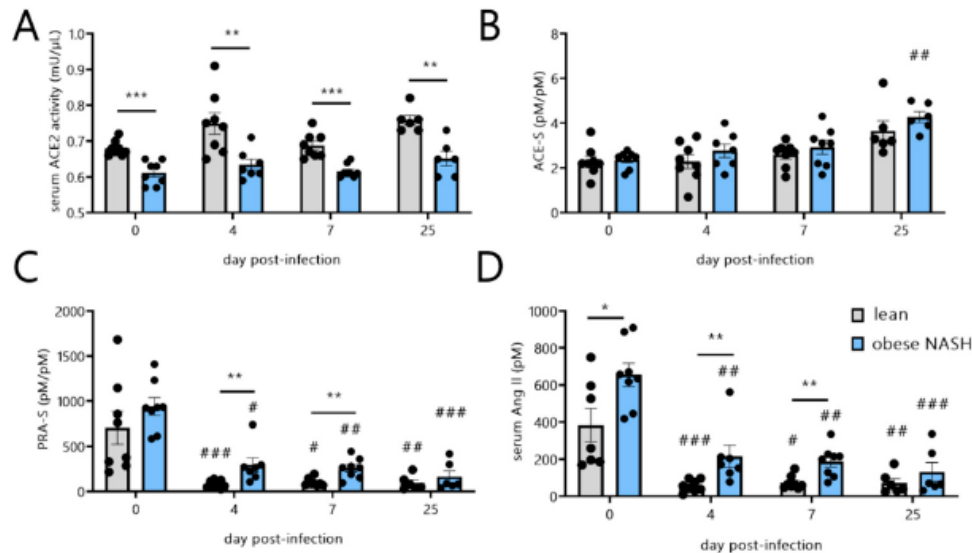 A
serum ACE2 activity (mU/μL)
1.0
0.9
0.8
0.7
0.6
0.5
***
**
***
**
0 4 7 25
day post-infection
B
ACE-S (pM/pM)
8
6
4
2
0
##
0 4 7 25
day post-infection
C
PRA-S (pM/pM)
2000
1500
1000
500
0
**
**
###
#
#
##
##
###
0 4 7 25
day post-infection
D
serum Ang II (pM)
1000
800
600
400
200
0
*
**
**
###
##
#
##
##
###
0 4 7 25
day post-infection
lean
obese NASH